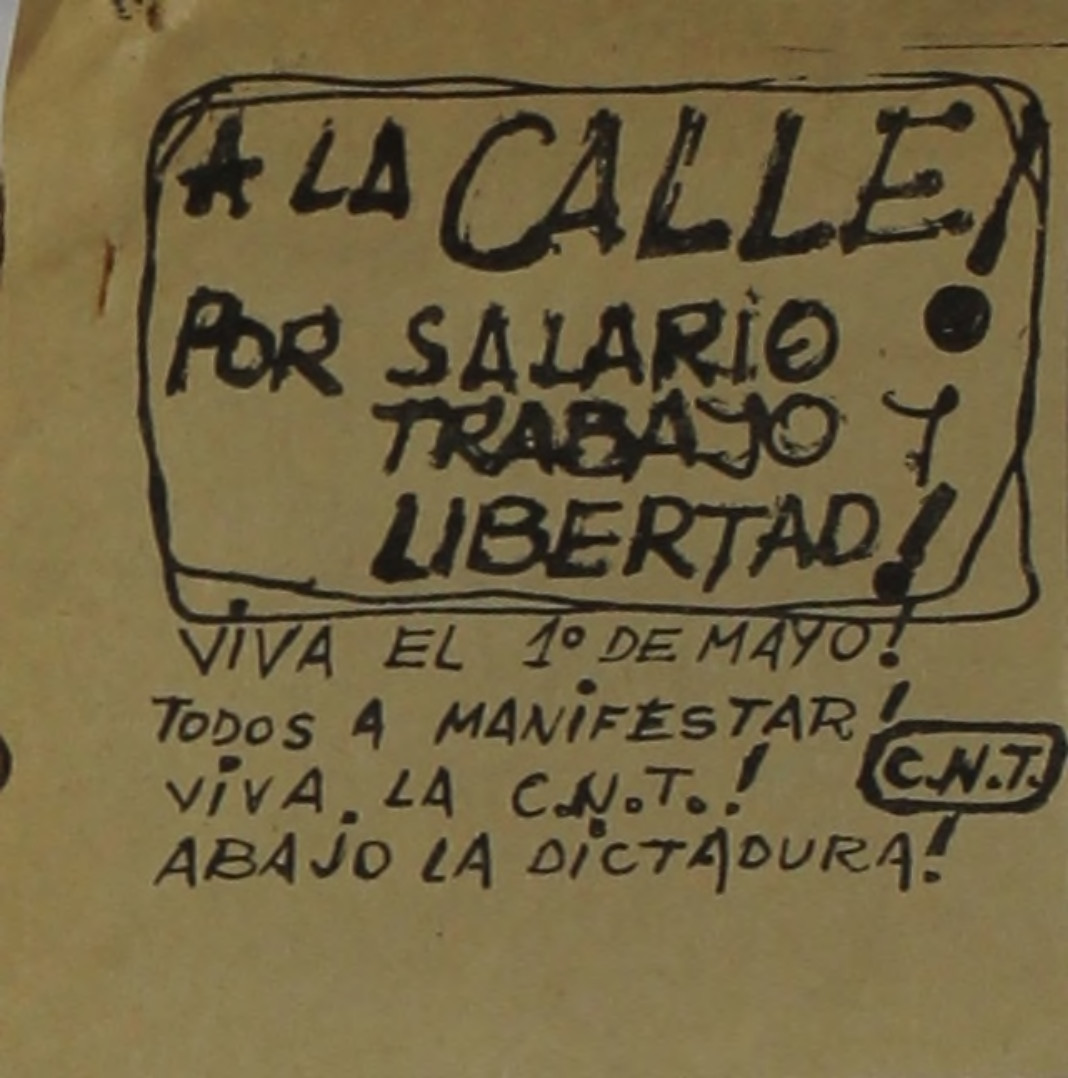 A LA CALLE!
POR SALARIO
TRABAJO Y
LIBERTAD!
VIVA EL 1º DE MAYO!
TODOS A MANIFESTAR!
VIVA LA C.N.T.!
C.N.T.
ABAJO LA DICTADURA!